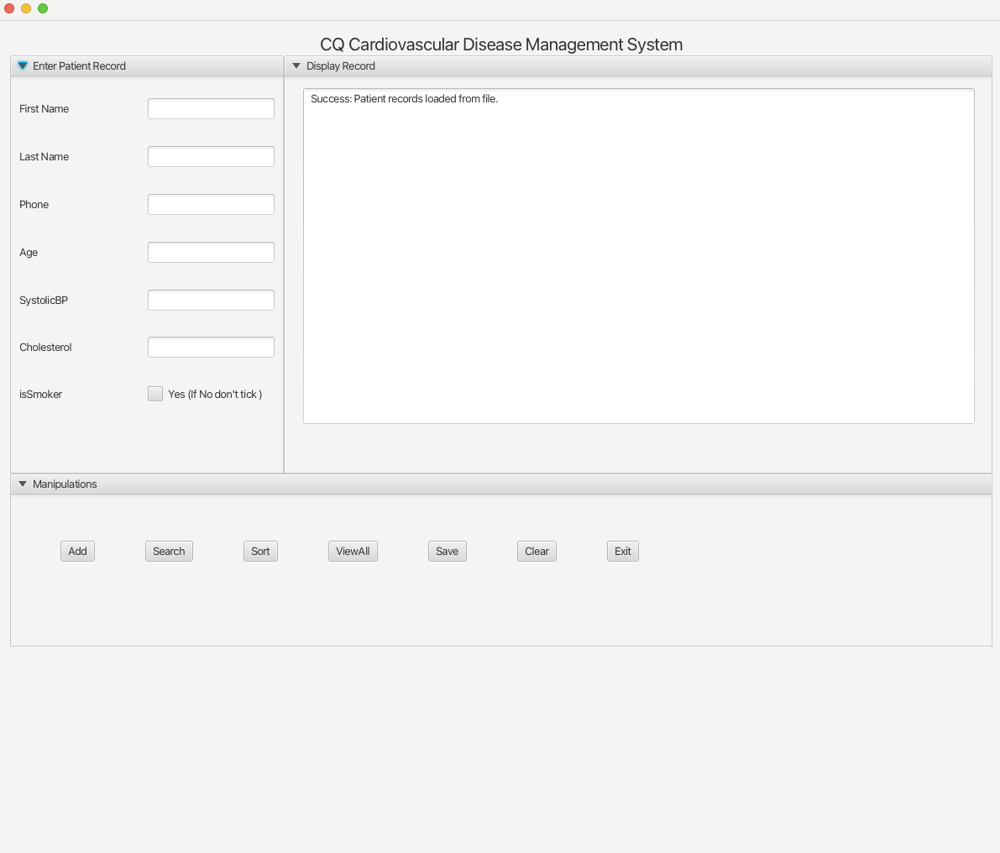 CQ Cardiovascular Disease Management System
Enter Patient Record
Display Record
First Name
Last Name
Phone
Age
SystolicBP
Cholesterol
isSmoker
Yes (If No don't tick )
Success: Patient records loaded from file.
Manipulations
Add
Search
Sort
ViewAll
Save
Clear
Exit